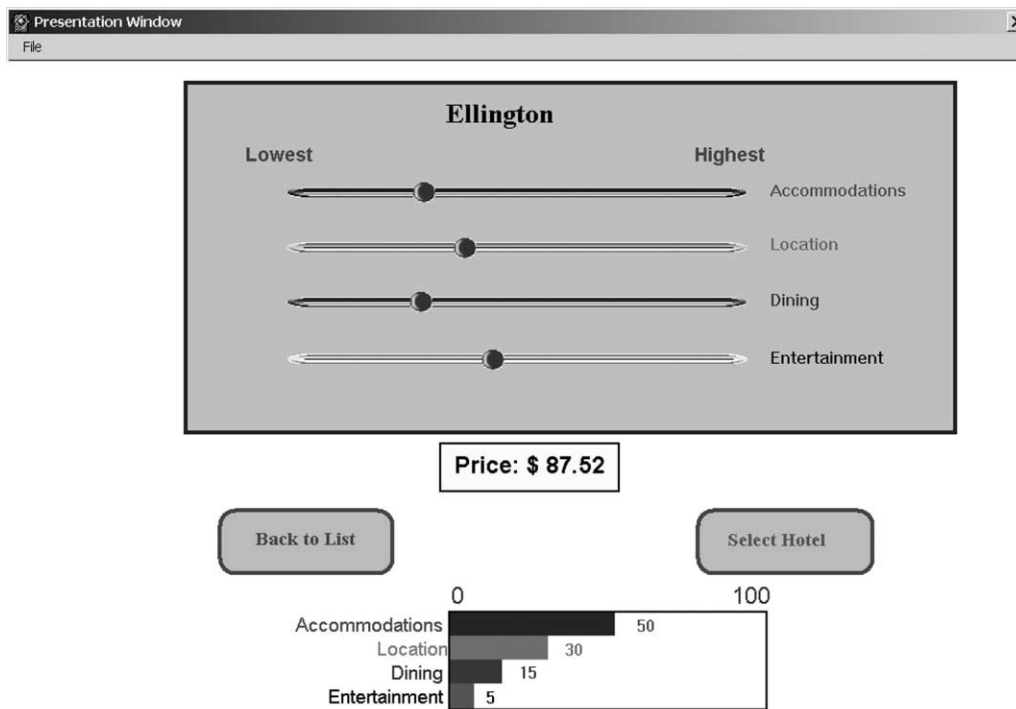 Presentation Window
File
Ellington
Lowest Highest
Accommodations
Location
Dining
Entertainment
Price: $ 87.52
Back to List Select Hotel
0 100
Accommodations 50
Location 30
Dining 15
Entertainment 5